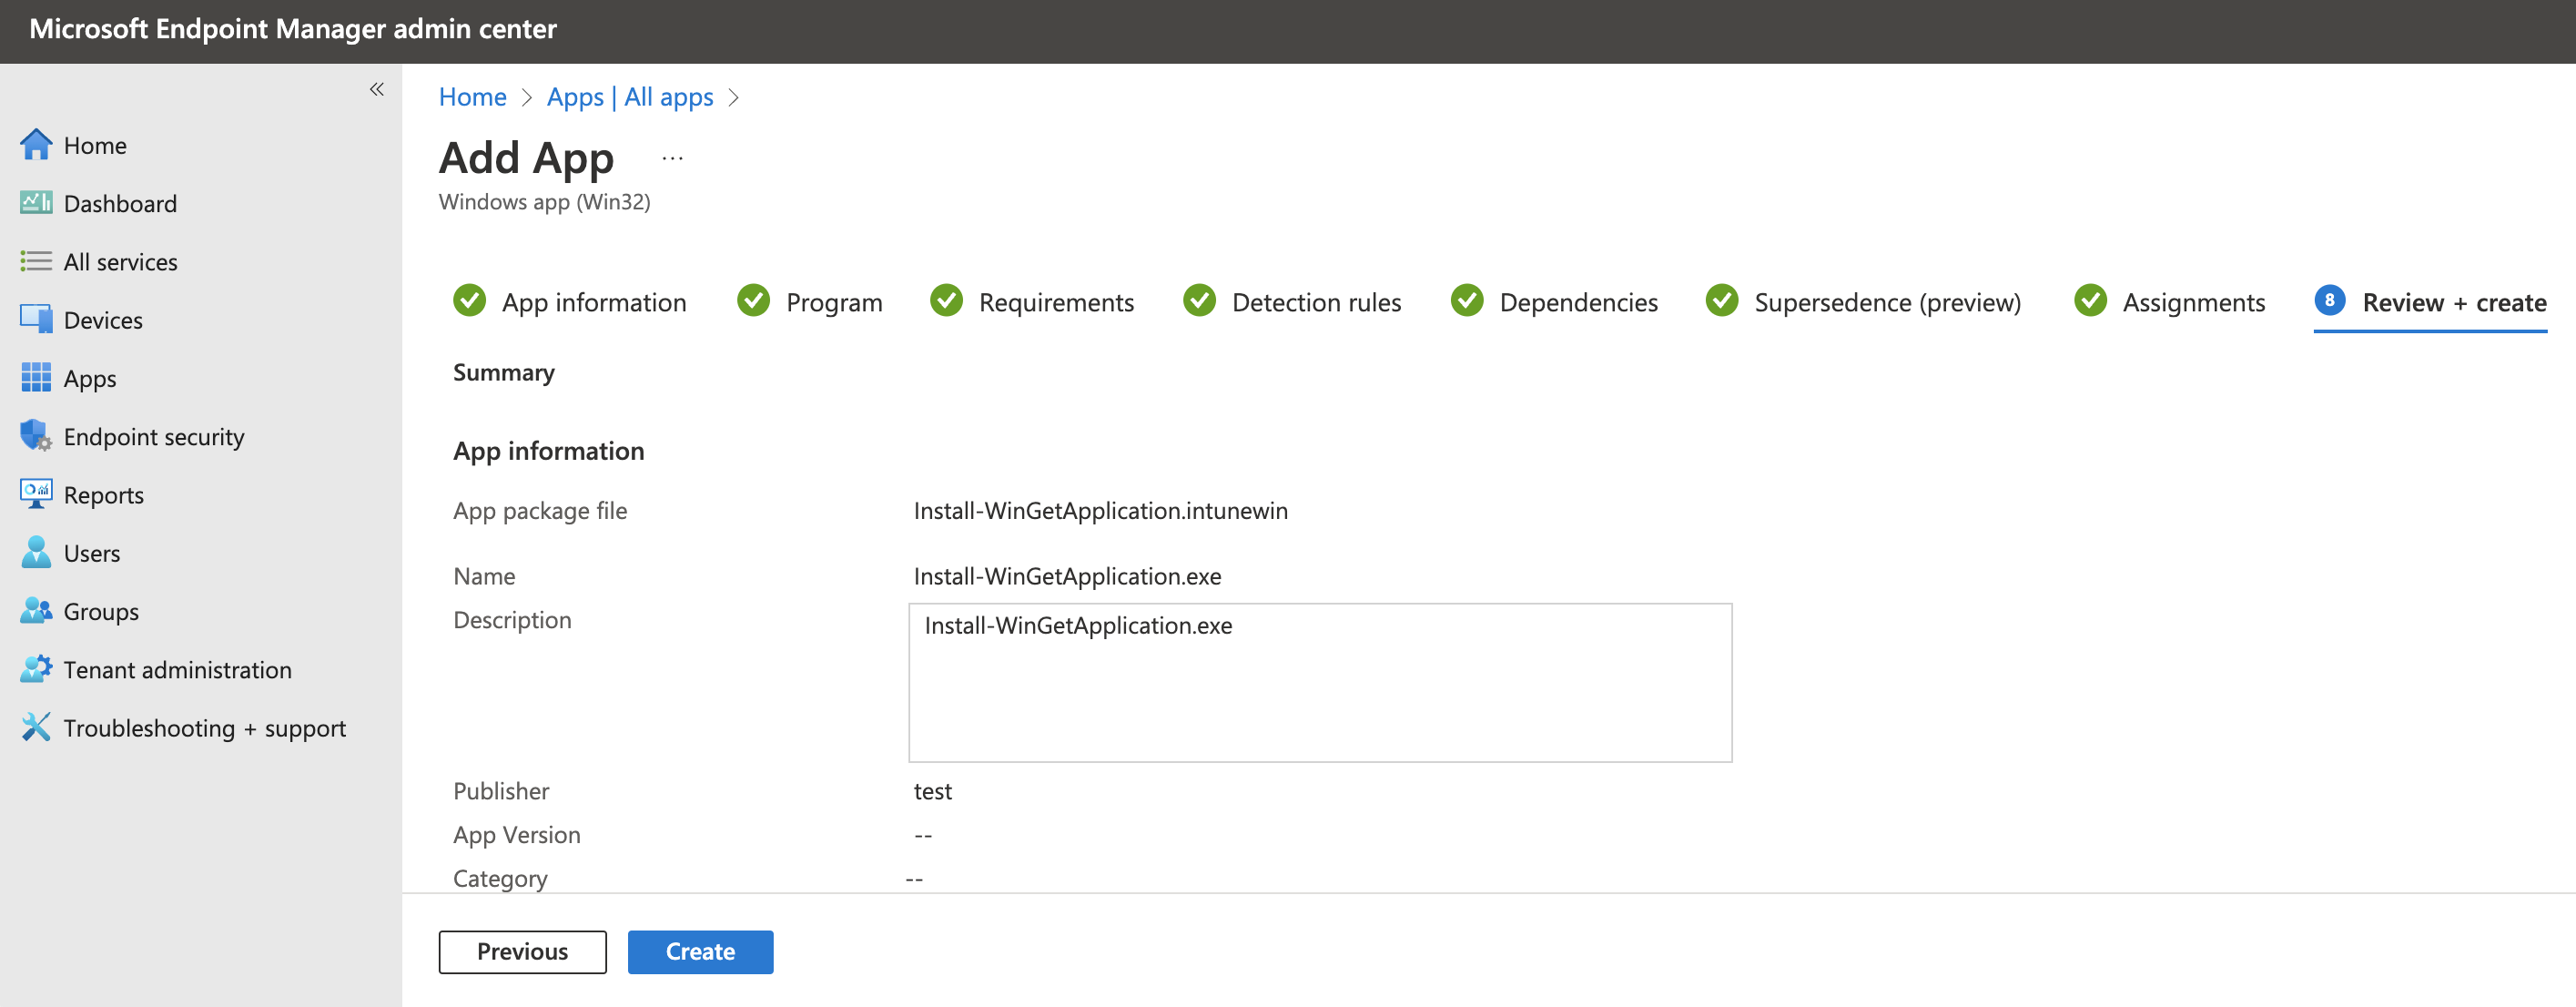 Microsoft Endpoint Manager admin center
«
Home
Dashboard
All services
Devices
Apps
Endpoint security
Reports
Users
Groups
Tenant administration
Troubleshooting + support
Home > Apps | All apps >
Add App ...
Windows app (Win32)
App information Program Requirements Detection rules Dependencies Supersedence (preview) Assignments 8 Review + create
Summary
App information
App package file Install-WinGetApplication.intunewin
Name Install-WinGetApplication.exe
Description Install-WinGetApplication.exe
Publisher test
App Version --
Category --
Previous Create